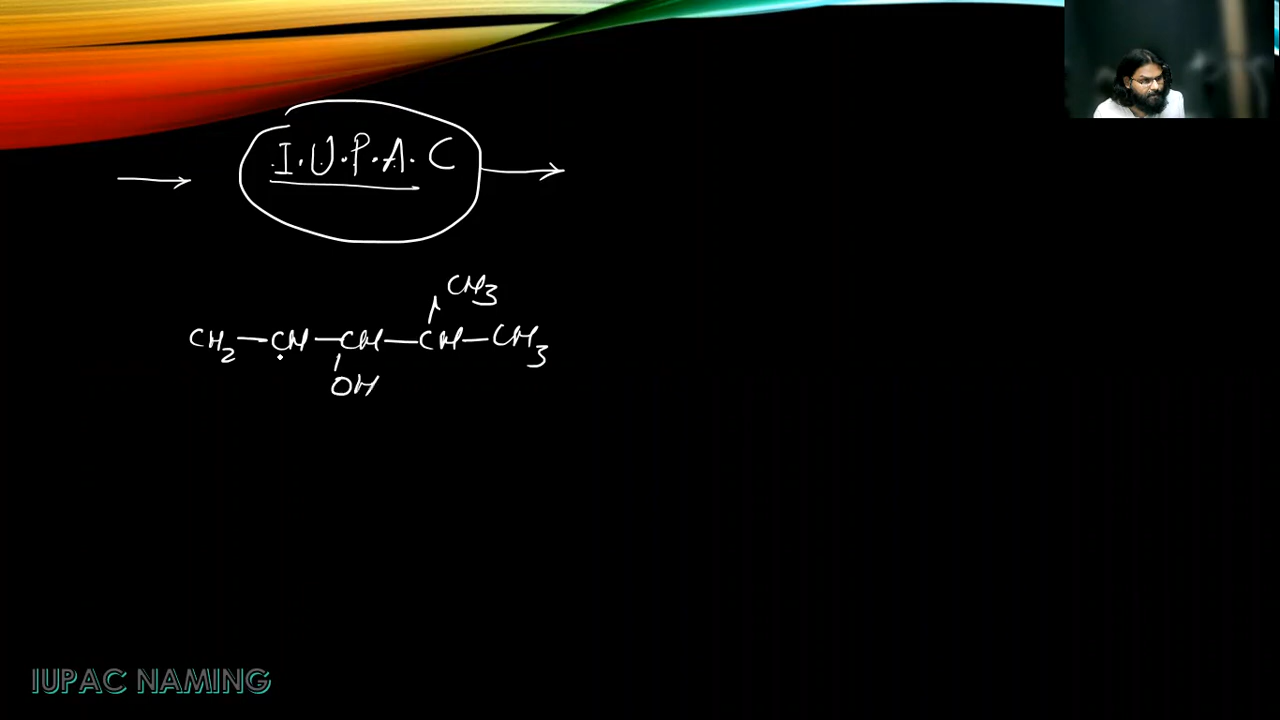 I.U.P.A.C
CH3
CH2—CH—CH—CH—CH3
OH
IUPAC NAMING